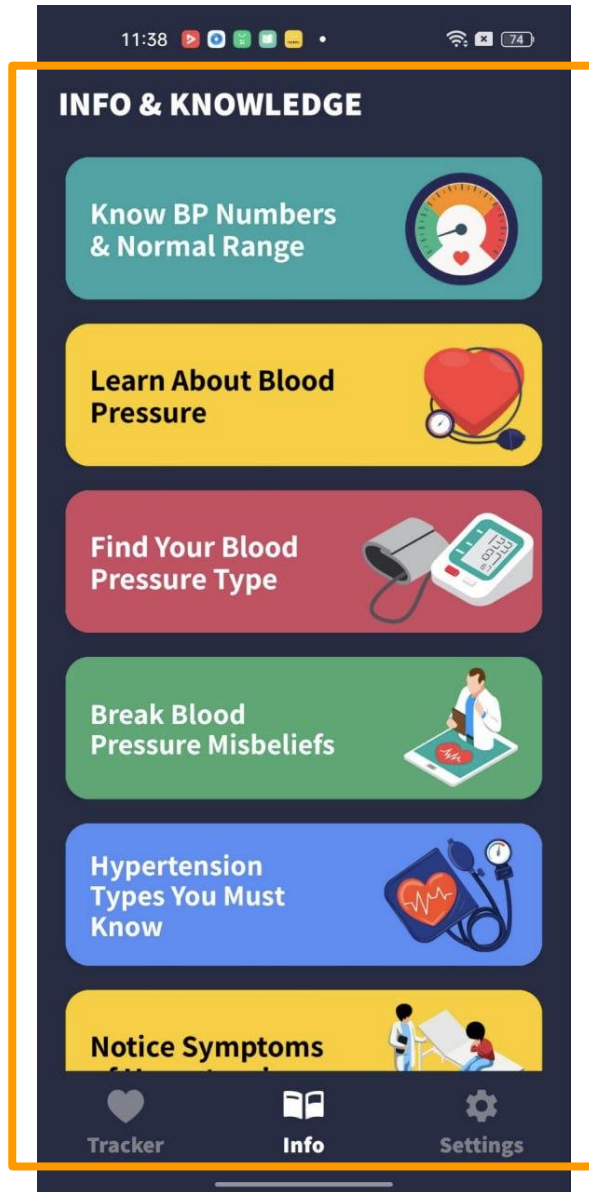 11:38
74
INFO & KNOWLEDGE
Know BP Numbers
& Normal Range
Learn About Blood
Pressure
Find Your Blood
Pressure Type
Break Blood
Pressure Misbeliefs
Hypertension
Types You Must
Know
Notice Symptoms
Tracker
Info
Settings